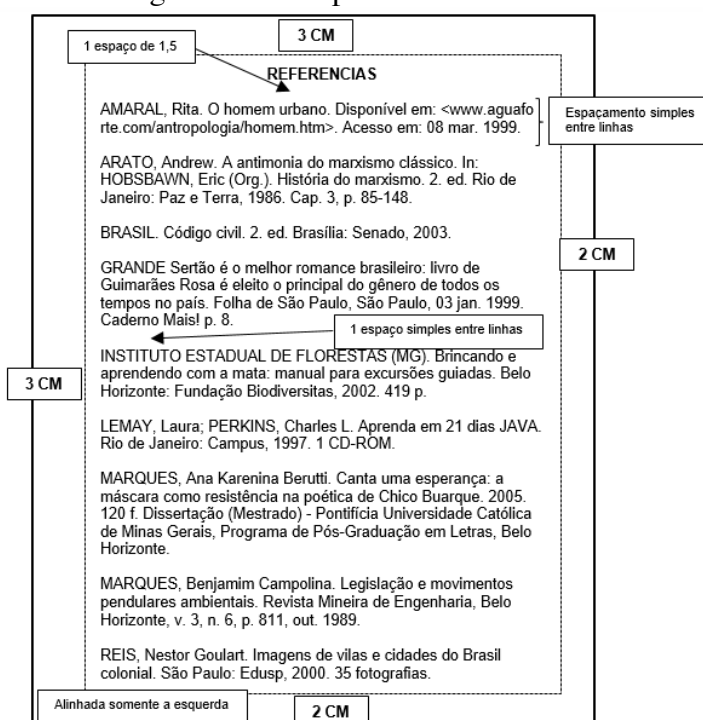 3 CM
1 espaço de 1,5
REFERENCIAS
AMARAL, Rita. O homem urbano. Disponível em: <www.aguafo
rte.com/antropologia/homem.htm>. Acesso em: 08 mar. 1999.
Espaçamento simples
entre linhas
ARATO, Andrew. A antimonia do marxismo clássico. In:
HOBSBAWN, Eric (Org.). História do marxismo. 2. ed. Rio de
Janeiro: Paz e Terra, 1986. Cap. 3, p. 85-148.
BRASIL. Código civil. 2. ed. Brasília: Senado, 2003.
2 CM
GRANDE Sertão é o melhor romance brasileiro: livro de
Guimarães Rosa é eleito o principal do gênero de todos os
tempos no país. Folha de São Paulo, São Paulo, 03 jan. 1999.
Caderno Mais! p. 8.
1 espaço simples entre linhas
INSTITUTO ESTADUAL DE FLORESTAS (MG). Brincando e
aprendendo com a mata: manual para excursões guiadas. Belo
Horizonte: Fundação Biodiversitas, 2002. 419 p.
3 CM
LEMAY, Laura; PERKINS, Charles L. Aprenda em 21 dias JAVA.
Rio de Janeiro: Campus, 1997. 1 CD-ROM.
MARQUES, Ana Karenina Berutti. Canta uma esperança: a
máscara como resistência na poética de Chico Buarque. 2005.
120 f. Dissertação (Mestrado) - Pontifícia Universidade Católica
de Minas Gerais, Programa de Pós-Graduação em Letras, Belo
Horizonte.
MARQUES, Benjamim Campolina. Legislação e movimentos
pendulares ambientais. Revista Mineira de Engenharia, Belo
Horizonte, v. 3, n. 6, p. 811, out. 1989.
REIS, Nestor Goulart. Imagens de vilas e cidades do Brasil
colonial. São Paulo: Edusp, 2000. 35 fotografias.
Alinhada somente a esquerda
2 CM